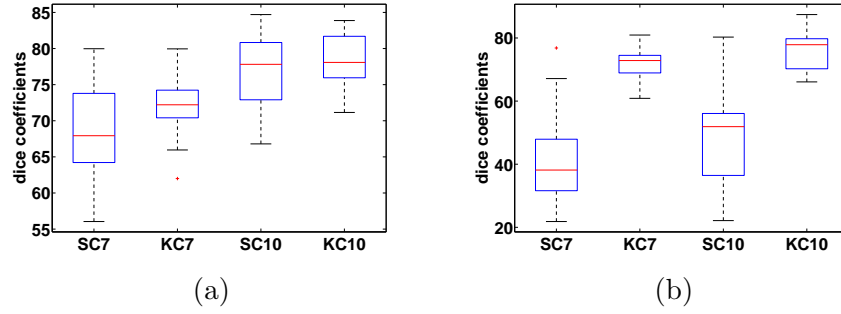 85
80
75
70
65
60
55
dice coefficients
SC7 KC7 SC10 KC10
(a)
80
60
40
20
dice coefficients
SC7 KC7 SC10 KC10
(b)